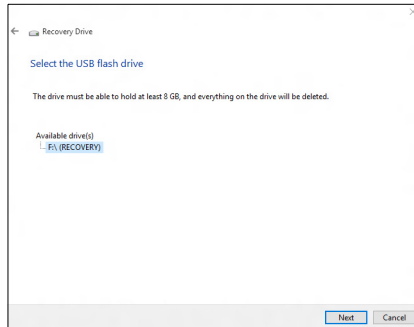 Recovery Drive
Select the USB flash drive
The drive must be able to hold at least 8 GB, and everything on the drive will be deleted.
Available drive(s)
F:\ (RECOVERY)
Next Cancel